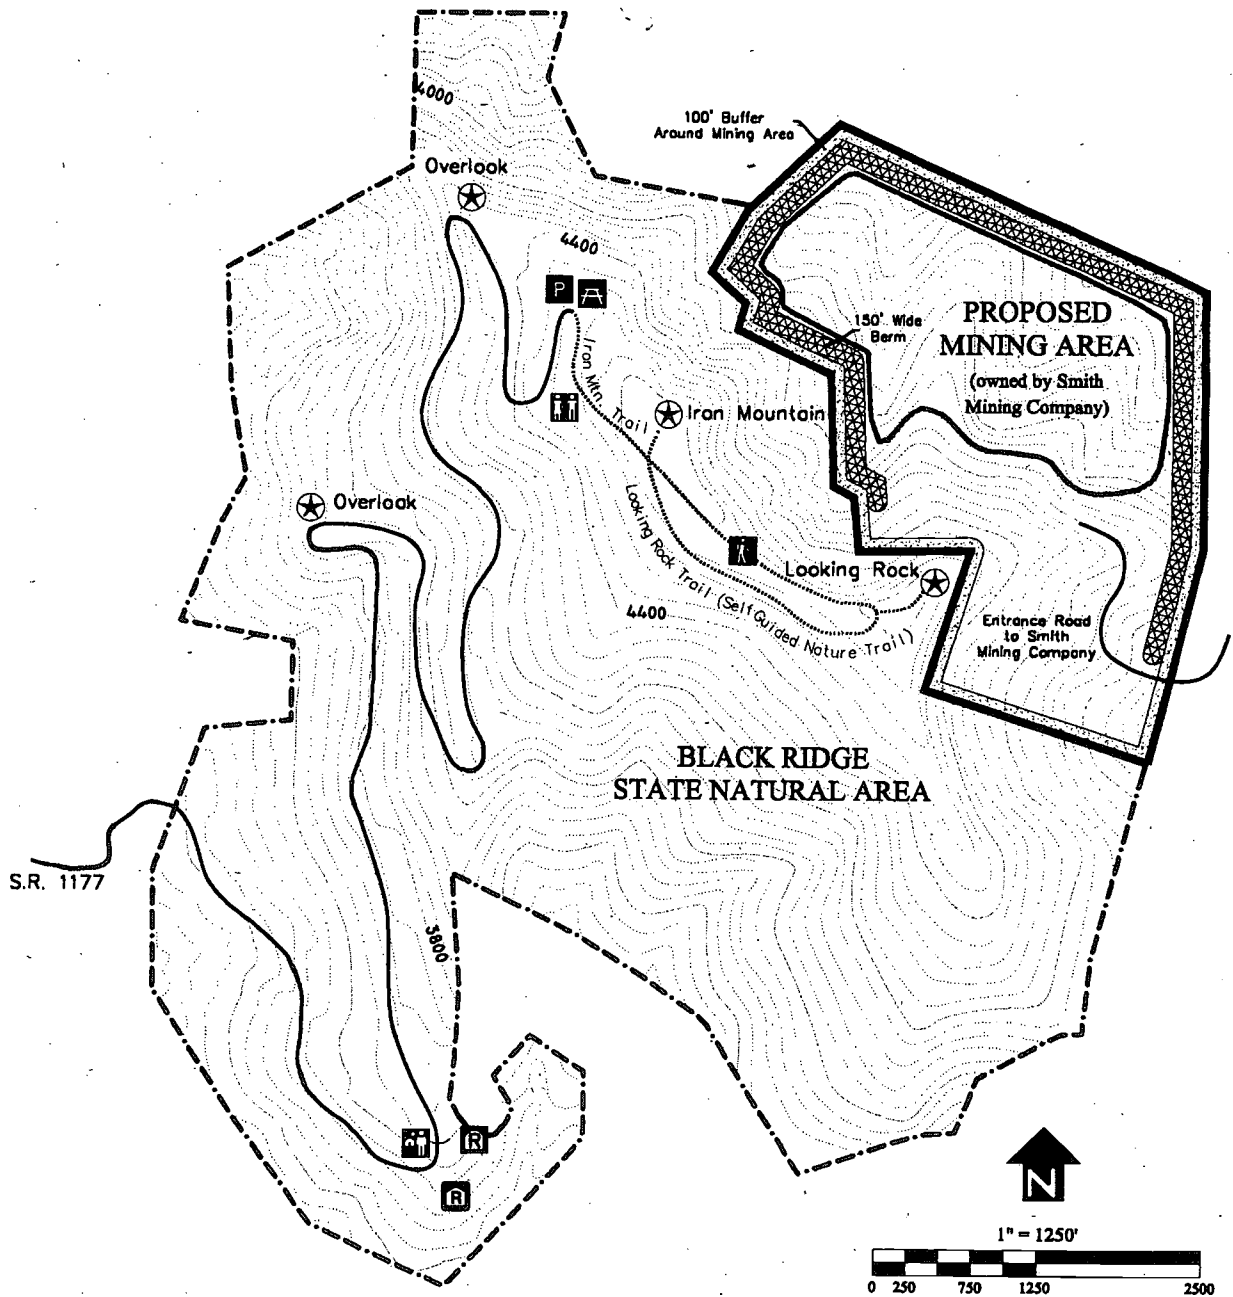 4000
100' Buffer
Around Mining Area
Overlook
4400
P
PROPOSED
MINING AREA
(owned by Smith
Mining Company)
150' Wide
Berm
Iron Mtn. Trail
Iron Mountain
Overlook
Looking Rock Trail (Self Guided Nature Trail)
Looking Rock
4400
Entrance Road
to Smith
Mining Company
BLACK RIDGE
STATE NATURAL AREA
S.R. 1177
3800
R
R
N
1" = 1250'
0 250 750 1250 2500